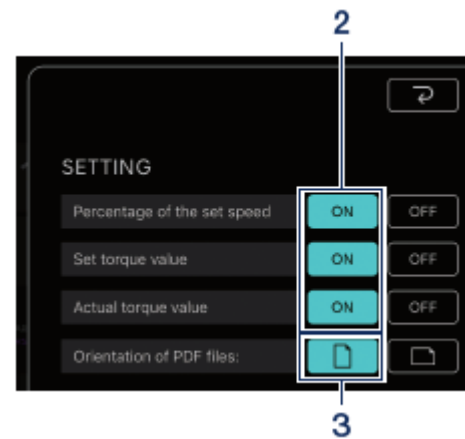 2
SETTING
Percentage of the set speed ON OFF
Set torque value ON OFF
Actual torque value ON OFF
Orientation of PDF files:
3